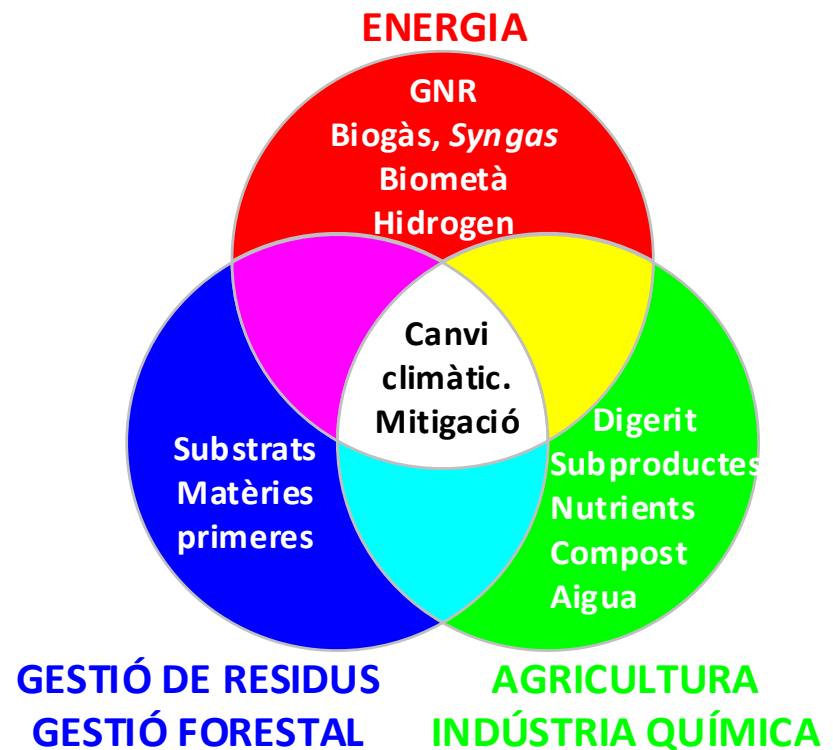 ENERGIA
GNR
Biogàs, Syngas
Biometà
Hidrogen
Canvi
climàtic.
Mitigació
Substrats
Matèries
primeres
Digerit
Subproductes
Nutrients
Compost
Aigua
GESTIÓ DE RESIDUS
GESTIÓ FORESTAL
AGRICULTURA
INDÚSTRIA QUÍMICA